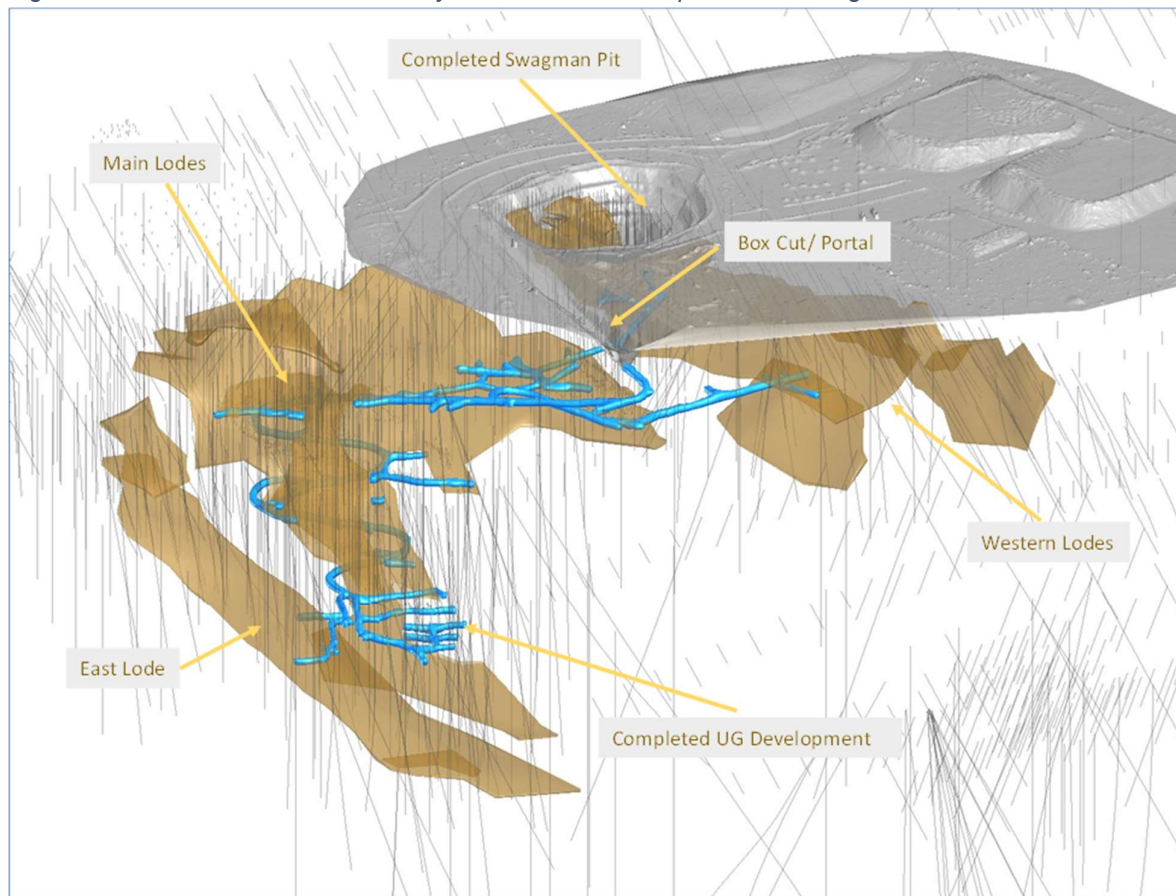 Completed Swagman Pit
Main Lodes
Box Cut/ Portal
Western Lodes
East Lode
Completed UG Development